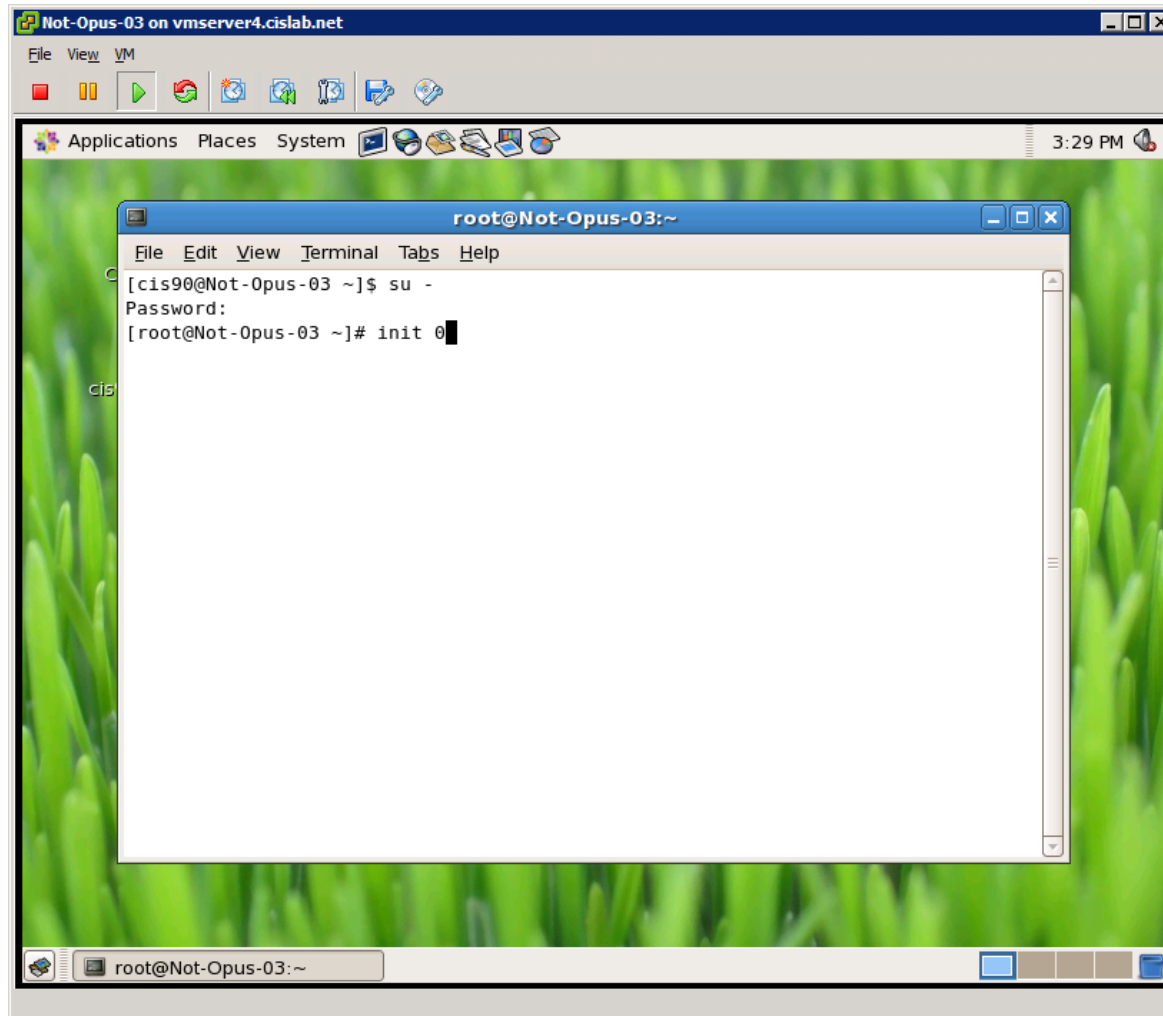 Not-Opus-03 on vmserver4.cislab.net
File View VM
Applications Places System 3:29 PM
root@Not-Opus-03:~
File Edit View Terminal Tabs Help
[cis90@Not-Opus-03 ~]$ su -
Password:
[root@Not-Opus-03 ~]# init 0
cis
root@Not-Opus-03:~